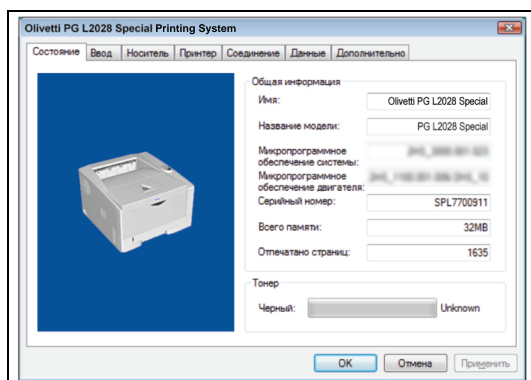 Olivetti PG L2028 Special Printing System
Состояние Ввод Носитель Принтер Соединение Данные Дополнительно
Общая информация
Имя: Olivetti PG L2028 Special
Название модели: PG L2028 Special
Микропрограммное
обеспечение системы:
Микропрограммное
обеспечение двигателя:
Серийный номер: SPL7700911
Всего памяти: 32MB
Отпечатано страниц: 1635
Тонер
Черный: Unknown
OK Отмена Применить